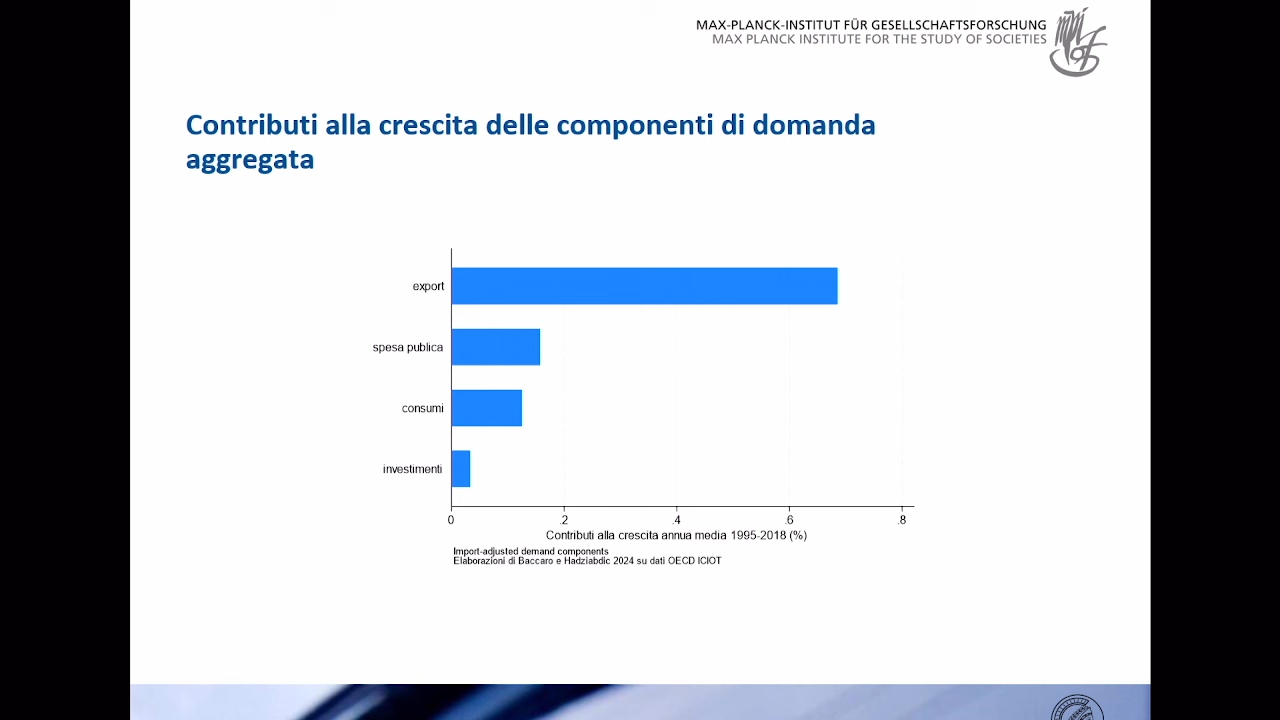 MAX-PLANCK-INSTITUT FÜR GESELLSCHAFTSFORSCHUNG
MAX PLANCK INSTITUTE FOR THE STUDY OF SOCIETIES
Contributi alla crescita delle componenti di domanda
aggregata
export
spesa publica
consumi
investimenti
0 .2 .4 .6 .8
Contributi alla crescita annua media 1995-2018 (%)
Import-adjusted demand components
Elaborazioni di Baccaro e Hadziabdic 2024 su dati OECD ICIOT